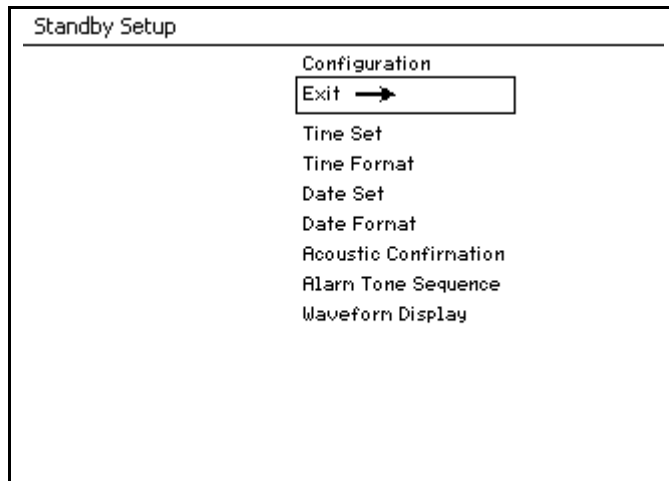 Standby Setup
Configuration
Exit
Time Set
Time Format
Date Set
Date Format
Acoustic Confirmation
Alarm Tone Sequence
Waveform Display